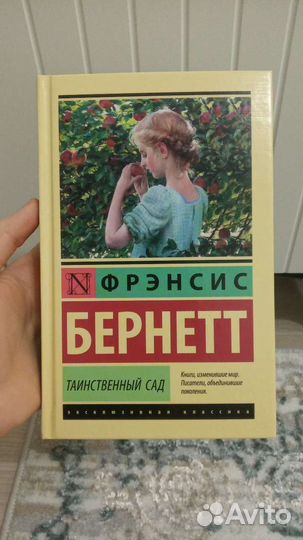 N
ФРЭНСИС
БЕРНЕТТ
ТАИНСТВЕННЫЙ САД
Книги, изменившие мир.
Писатели, объединившие
поколения.
эксклюзивная классика
Avito